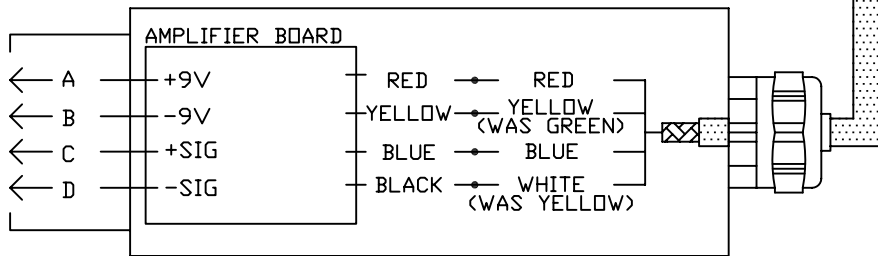 AMPLIFIER BOARD
A +9V RED RED
B -9V YELLOW YELLOW
(WAS GREEN)
C +SIG BLUE BLUE
D -SIG BLACK WHITE
(WAS YELLOW)